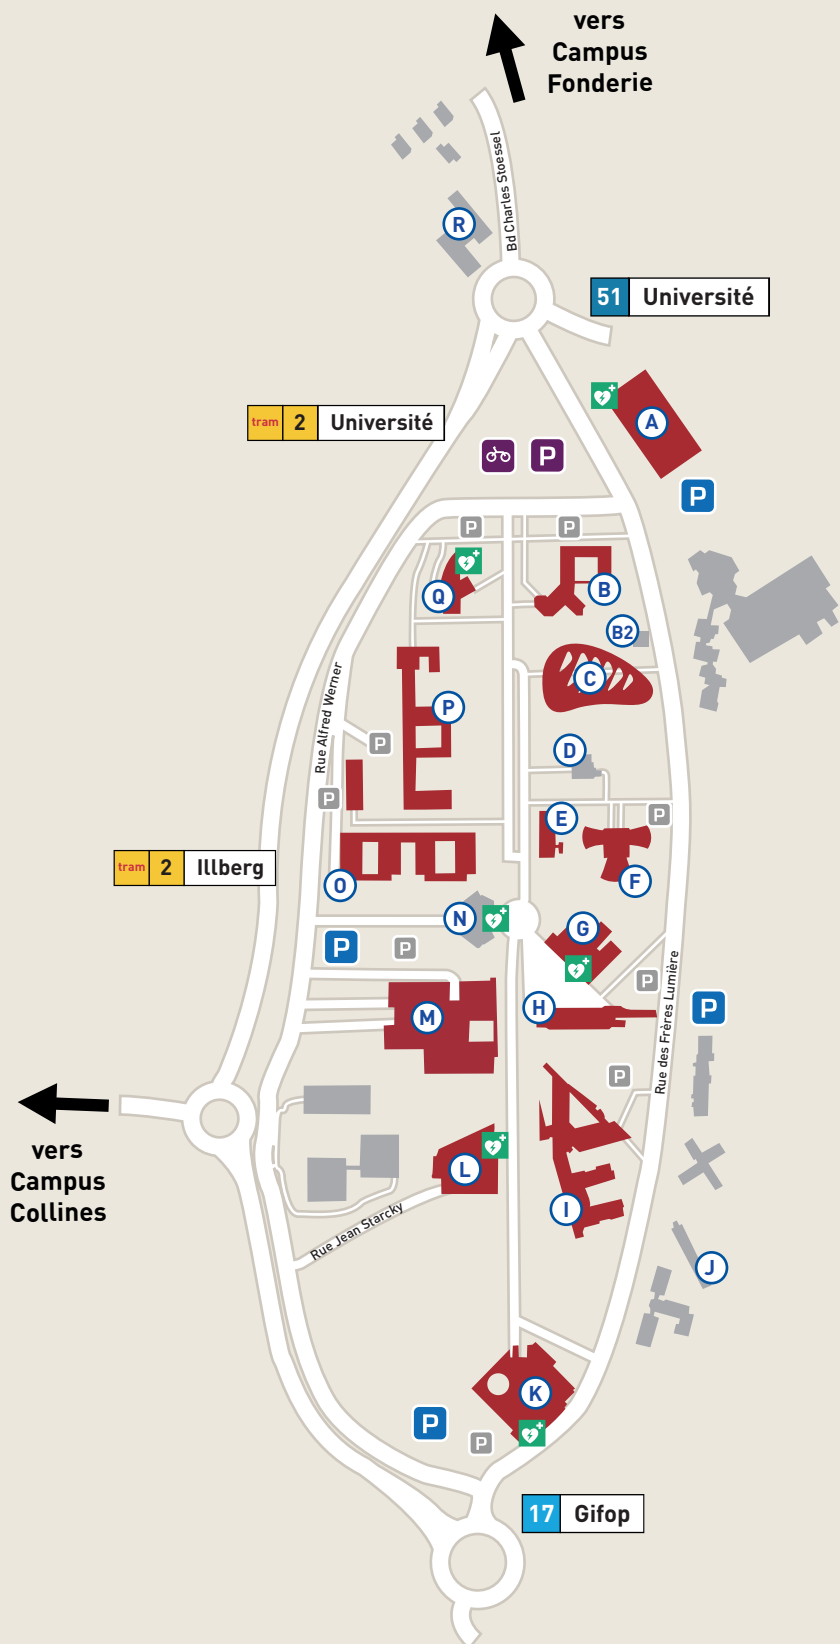 vers
Campus
Fonderie
Bd Charles Stoessel
R
51 Université
A
tram 2 Université
P
P
P
P
Q
B
B2
C
P
Rue Alfred Werner
P
D
P
E
P
F
tram 2 Illberg
O
N
G
P
P
P
H
P
M
Rue des Frères Lumière
P
vers
Campus
Collines
L
I
Rue Jean Starcky
J
K
P
P
17 Gifop